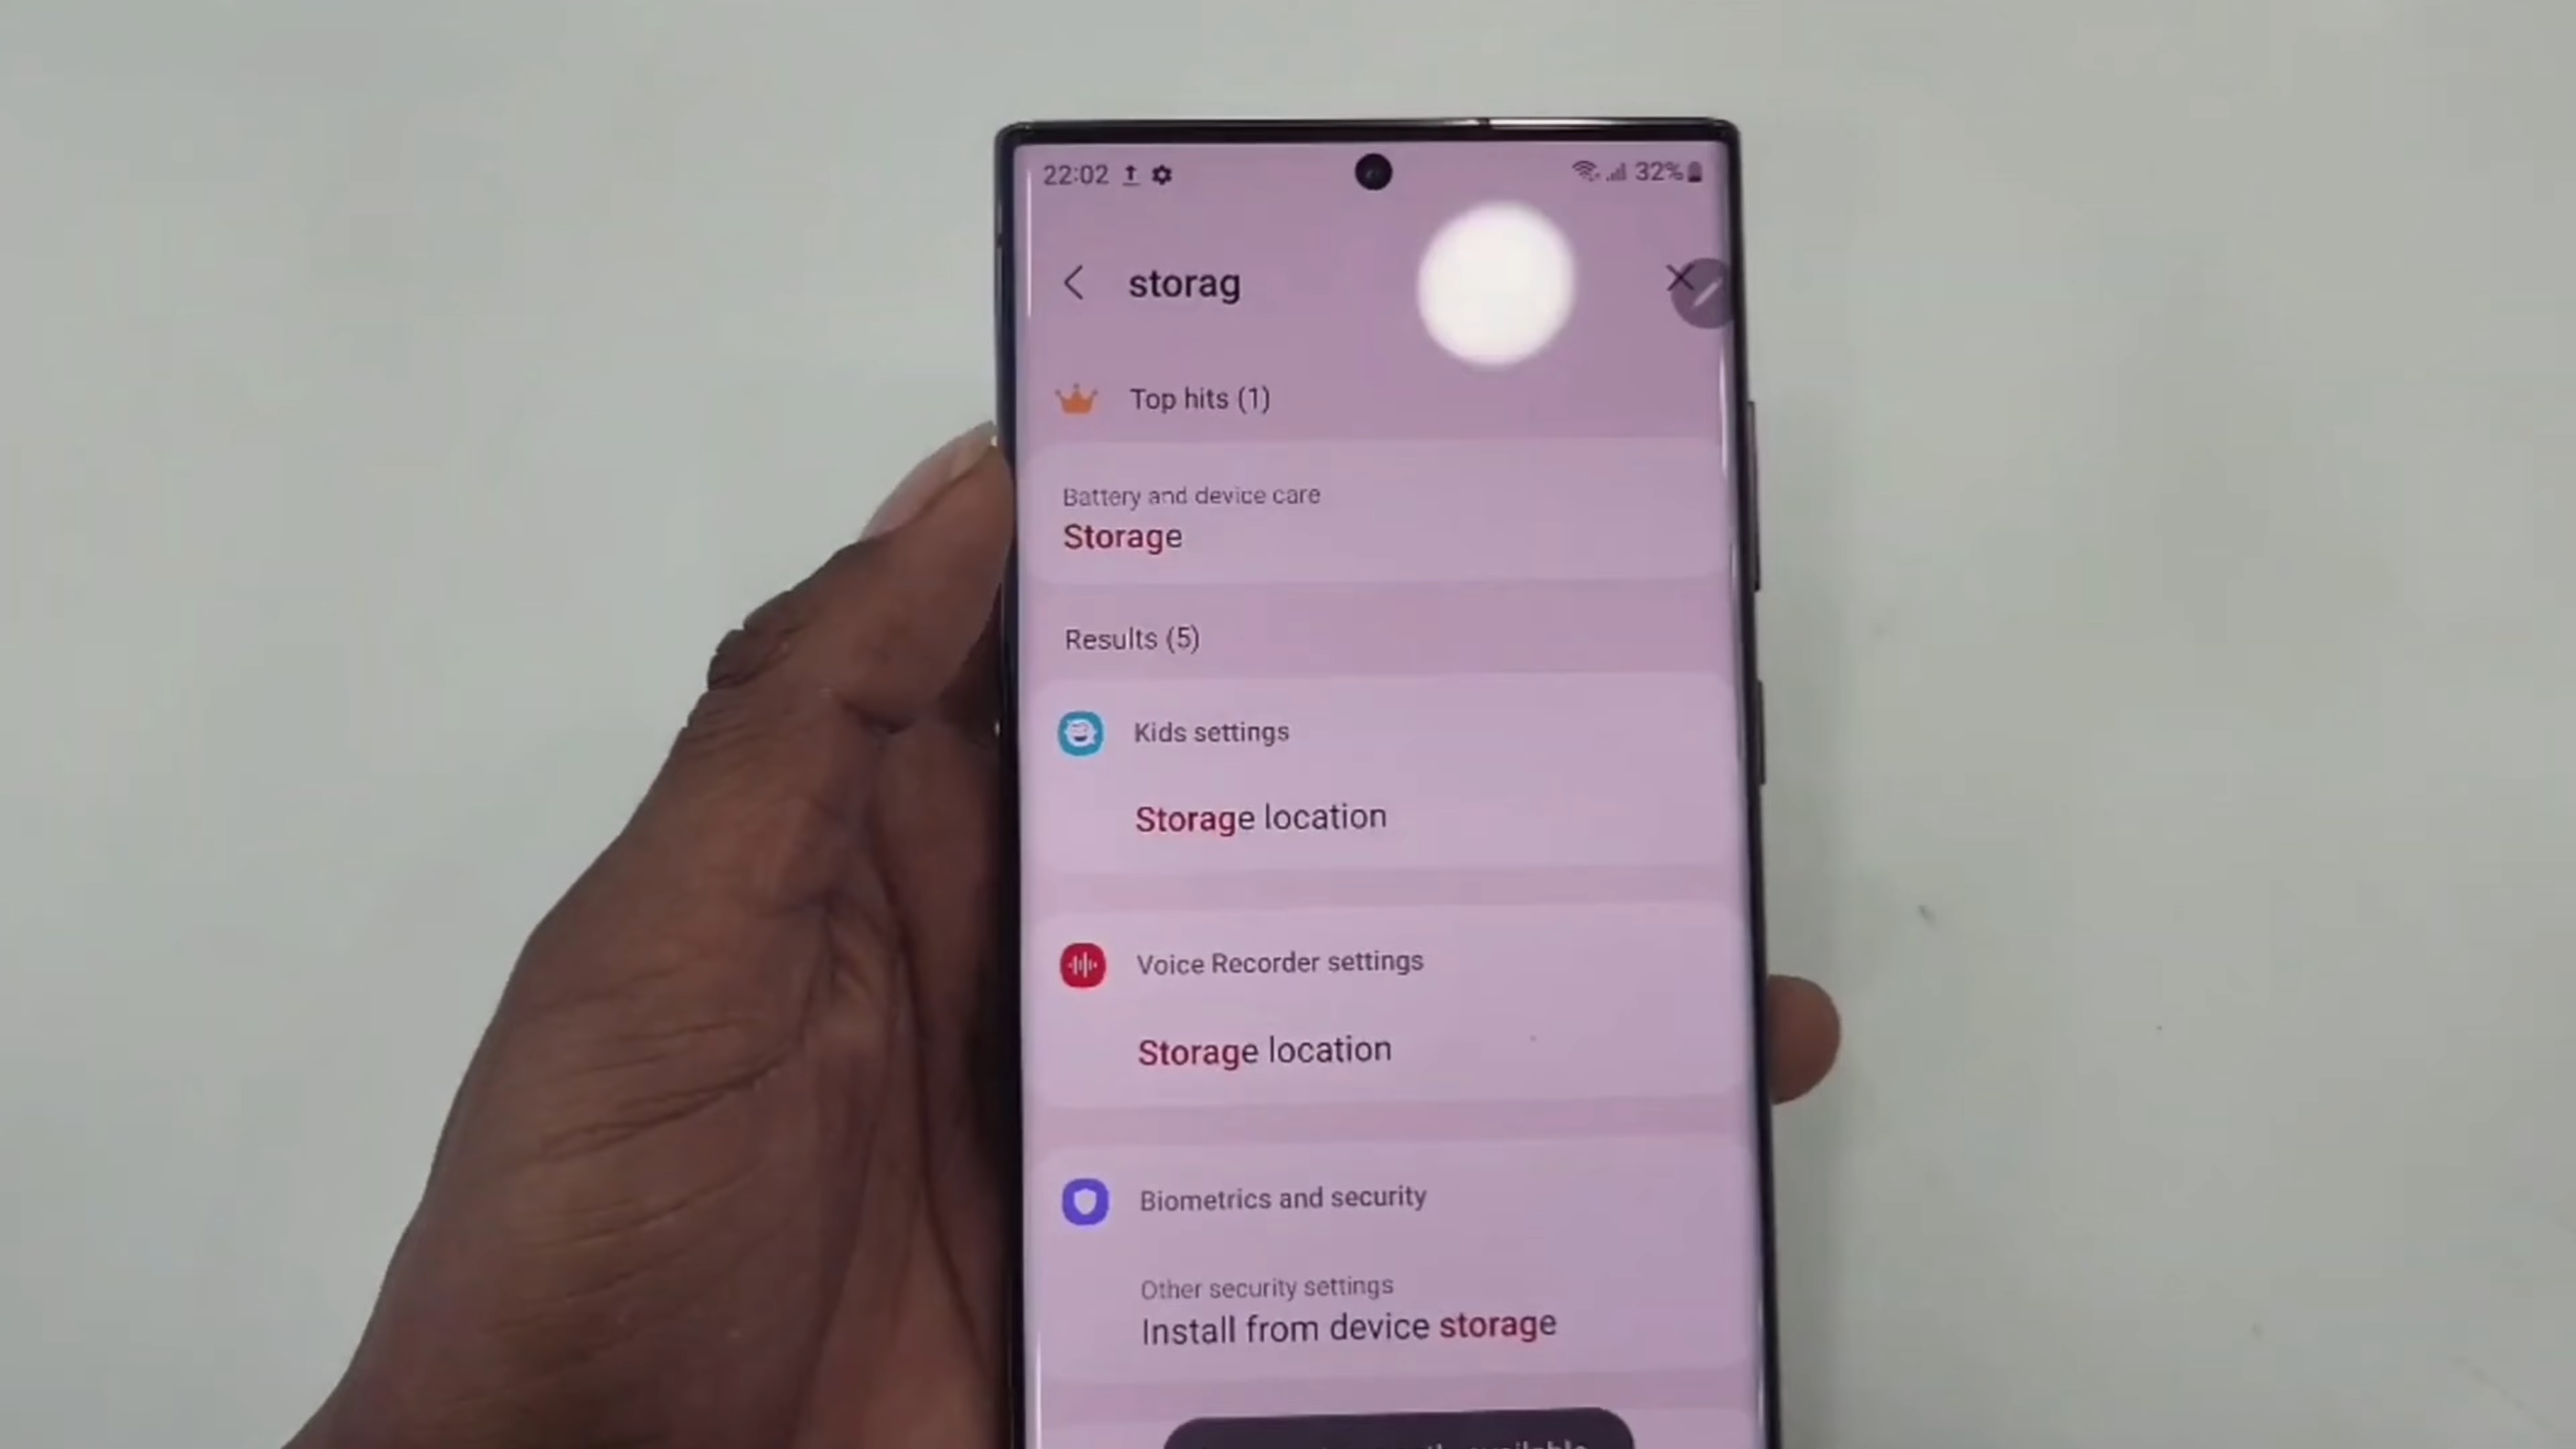 22:02
32%
storag
Top hits (1)
Battery and device care
Storage
Results (5)
Kids settings
Storage location
Voice Recorder settings
Storage location
Biometrics and security
Other security settings
Install from device storage